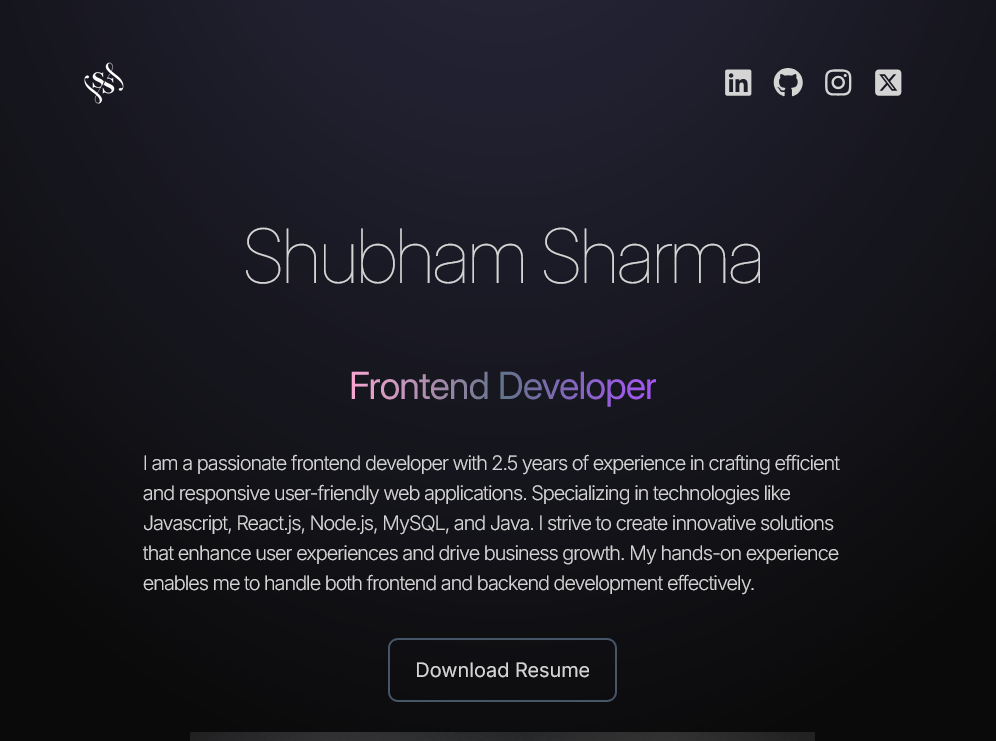 Shubham Sharma
Frontend Developer
I am a passionate frontend developer with 2.5 years of experience in crafting efficient
and responsive user-friendly web applications. Specializing in technologies like
Javascript, React.js, Node.js, MySQL, and Java. I strive to create innovative solutions
that enhance user experiences and drive business growth. My hands-on experience
enables me to handle both frontend and backend development effectively.
Download Resume